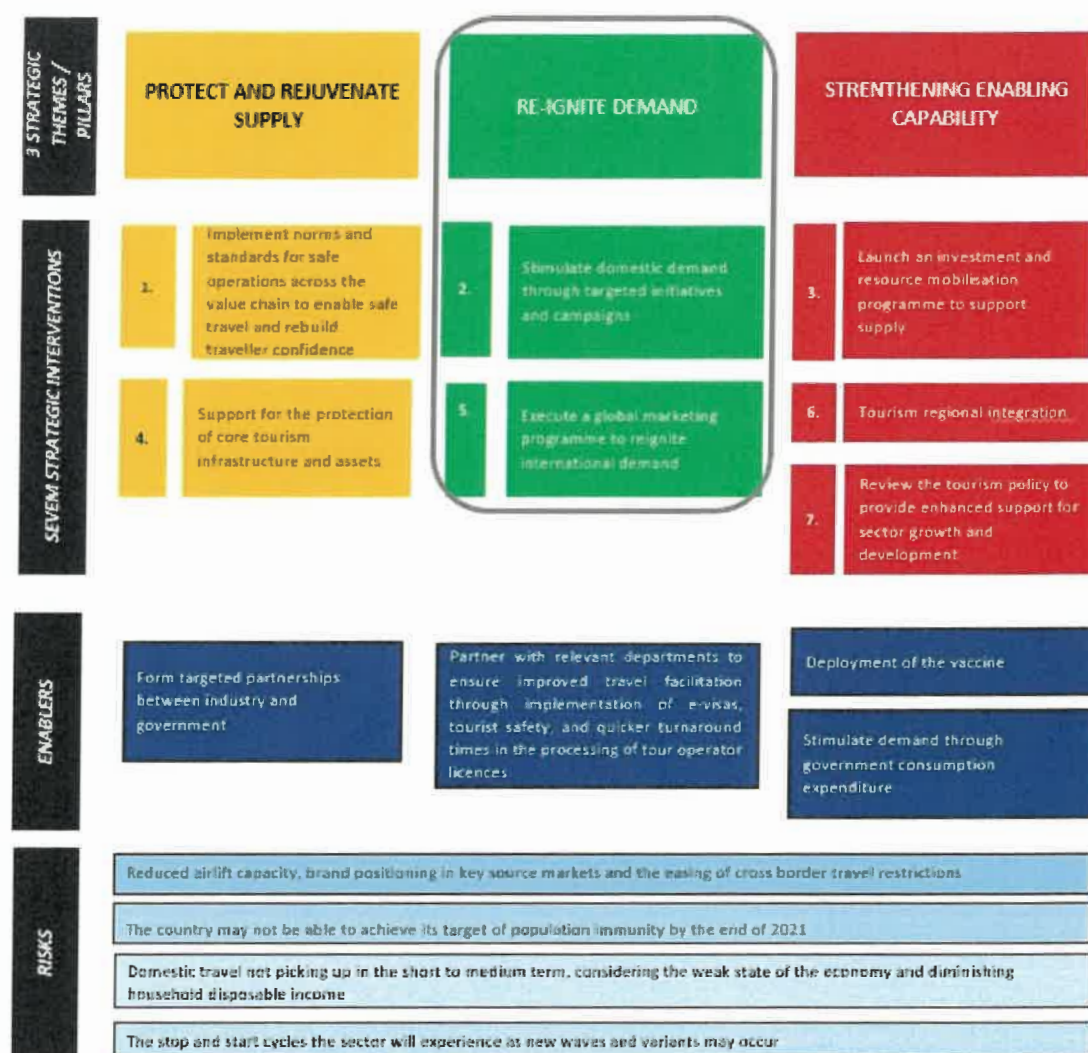 3 STRATEGIC
THEMES /
PILLARS
PROTECT AND REJUVENATE
SUPPLY
RE-IGNITE DEMAND
STRENTHENING ENABLING
CAPABILITY
SEVEM STRATEGIC INTERVENTIONS
1.
Implement norms and
standards for safe
operations across the
value chain to enable safe
travel and rebuild
traveller confidence
2.
Stimulate domestic demand
through targeted initiatives
and campaigns
3.
Launch an investment and
resource mobilisation
programme to support
supply
4.
Support for the protection
of core tourism
infrastructure and assets
5.
Execute a global marketing
programme to reignite
international demand
6.
Tourism regional integration
7.
Review the tourism policy to
provide enhanced support for
sector growth and
development
ENABLERS
Form targeted partnerships
between industry and
government
Partner with relevant departments to
ensure improved travel facilitation
through implementation of e-visas,
tourist safety, and quicker turnaround
times in the processing of tour operator
licences
Deployment of the vaccine
Stimulate demand through
government consumption
expenditure
RISKS
Reduced airlift capacity, brand positioning in key source markets and the easing of cross border travel restrictions
The country may not be able to achieve its target of population immunity by the end of 2021
Domestic travel not picking up in the short to medium term, considering the weak state of the economy and diminishing
household disposable income
The stop and start cycles the sector will experience as new waves and variants may occur